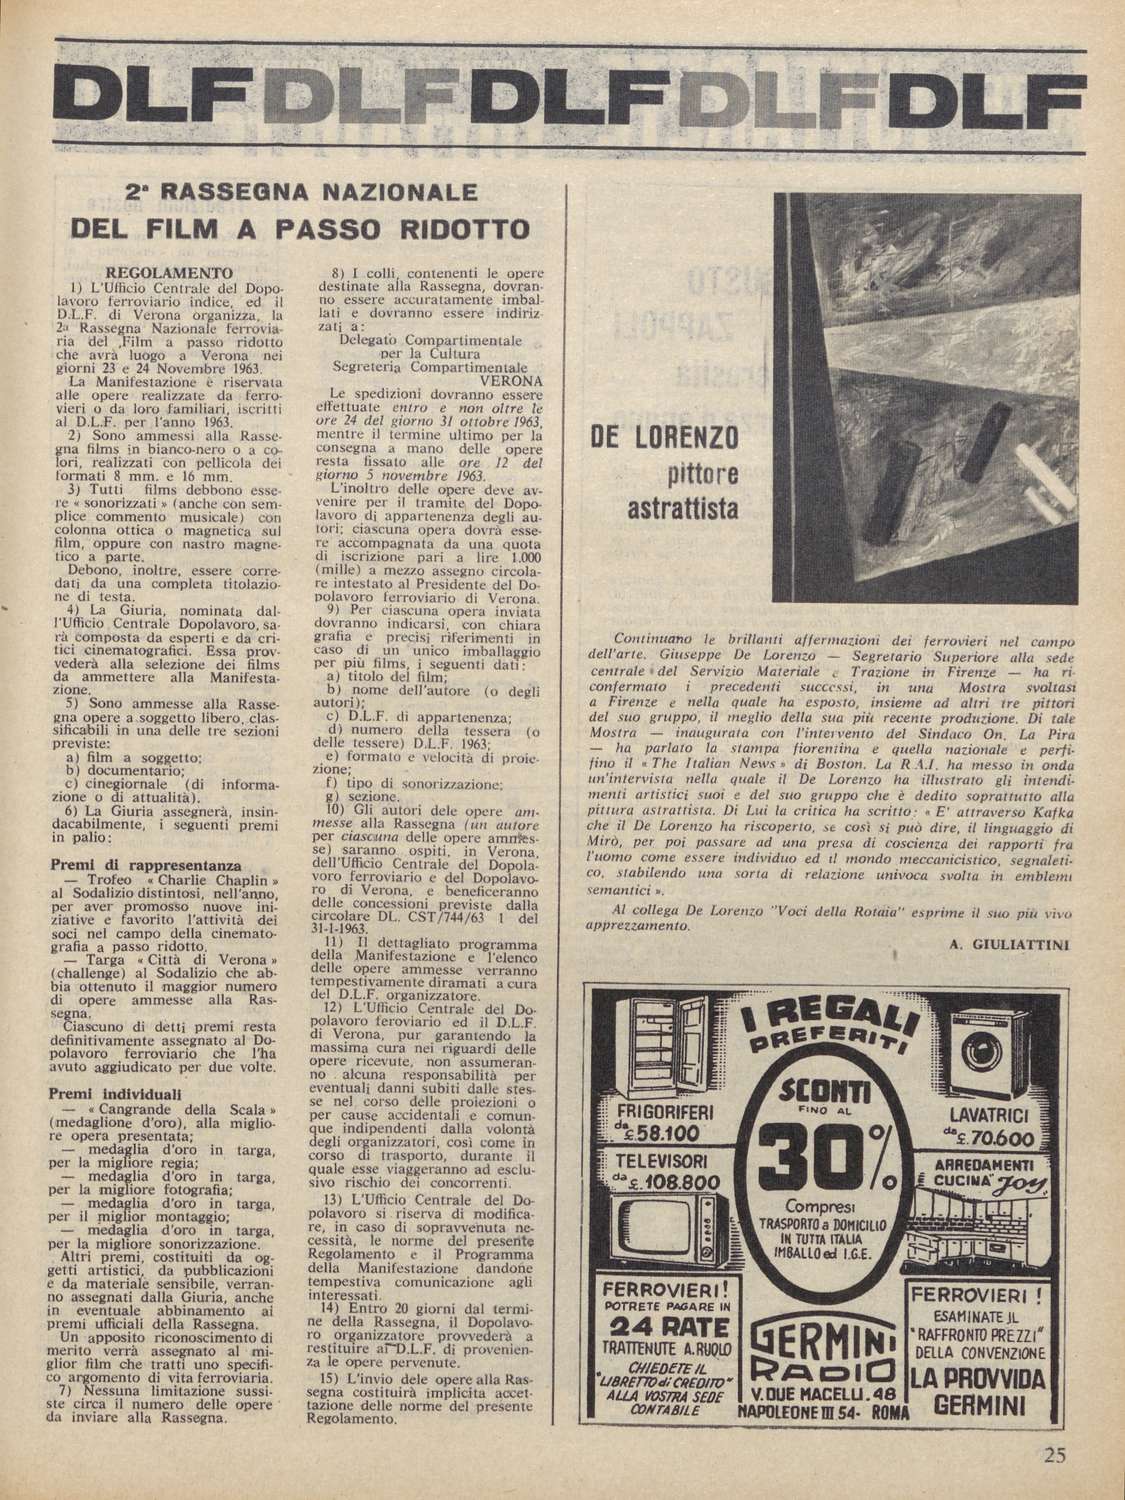 DLF DLF DLF DLF DLF
2ª RASSEGNA NAZIONALE
DEL FILM A PASSO RIDOTTO
REGOLAMENTO
1) L'Ufficio Centrale del Dopo-
lavoro ferroviario indice, ed il
D.L.F. di Verona organizza, la
2ª Rassegna Nazionale ferrovia-
ria del Film a passo ridotto
che avrà luogo a Verona nei
giorni 23 e 24 Novembre 1963.
La Manifestazione è riservata
alle opere realizzate da ferro-
vieri o da loro familiari, iscritti
al D.L.F. per l'anno 1963.
2) Sono ammessi alla Rasse-
gna films in bianco-nero o a co-
lori, realizzati con pellicola dei
formati 8 mm. e 16 mm.
3) Tutti films debbono esse-
re « sonorizzati » (anche con sem-
plice commento musicale) con
colonna ottica o magnetica sul
film, oppure con nastro magne-
tico a parte.
Debono, inoltre, essere corre-
dati da una completa titolazio-
ne di testa.
4) La Giuria, nominata dal-
l'Ufficio Centrale Dopolavoro, sa-
rà composta da esperti e da cri-
tici cinematografici. Essa prov-
vederà alla selezione dei films
da ammettere alla Manifesta-
zione.
5) Sono ammesse alla Rasse-
gna opere a soggetto libero, clas-
sificabili in una delle tre sezioni
previste:
a) film a soggetto;
b) documentario;
c) cinegiornale (di informa-
zione o di attualità).
6) La Giuria assegnerà, insin-
dacabilmente, i seguenti premi
in palio:
Premi di rappresentanza
— Trofeo « Charlie Chaplin »
al Sodalizio distintosi, nell'anno,
per aver promosso nuove ini-
ziative e favorito l'attività dei
soci nel campo della cinemato-
grafia a passo ridotto.
— Targa « Città di Verona »
(challenge) al Sodalizio che ab-
bia ottenuto il maggior numero
di opere ammesse alla Ras-
segna.
Ciascuno di detti premi resta
definitivamente assegnato al Do-
polavoro ferroviario che l'ha
avuto aggiudicato per due volte.
Premi individuali
— « Cangrande della Scala »
(medaglione d'oro), alla miglio-
re opera presentata;
— medaglia d'oro in targa,
per la migliore regia;
— medaglia d'oro in targa,
per la migliore fotografia;
— medaglia d'oro in targa,
per il miglior montaggio;
— medaglia d'oro in targa,
per la migliore sonorizzazione.
Altri premi, costituiti da og-
getti artistici, da pubblicazioni
e da materiale sensibile, verran-
no assegnati dalla Giuria, anche
in eventuale abbinamento ai
premi ufficiali della Rassegna.
Un apposito riconoscimento di
merito verrà assegnato al mi-
glior film che tratti uno specifi-
co argomento di vita ferroviaria.
7) Nessuna limitazione sussi-
ste circa il numero delle opere
da inviare alla Rassegna.
8) I colli, contenenti le opere
destinate alla Rassegna, dovran-
no essere accuratamente imbal-
lati e dovranno essere indiriz-
zati a:
Delegato Compartimentale
per la Cultura
Segreteria Compartimentale
VERONA
Le spedizioni dovranno essere
effettuate entro e non oltre le
ore 24 del giorno 31 ottobre 1963,
mentre il termine ultimo per la
consegna a mano delle opere
resta fissato alle ore 12 del
giorno 5 novembre 1963.
L'inoltro delle opere deve av-
venire per il tramite del Dopo-
lavoro di appartenenza degli au-
tori; ciascuna opera dovrà esse-
re accompagnata da una quota
di iscrizione pari a lire 1.000
(mille) a mezzo assegno circola-
re intestato al Presidente del Do-
polavoro ferroviario di Verona.
9) Per ciascuna opera inviata
dovranno indicarsi, con chiara
grafia e precisi riferimenti in
caso di un unico imballaggio
per più films, i seguenti dati:
a) titolo del film;
b) nome dell'autore (o degli
autori);
c) D.L.F. di appartenenza;
d) numero della tessera (o
delle tessere) D.L.F. 1963;
e) formato e velocità di proie-
zione;
f) tipo di sonorizzazione;
g) sezione.
10) Gli autori delle opere am-
messe alla Rassegna (un autore
per ciascuna delle opere ammes-
se) saranno ospiti, in Verona,
dell'Ufficio Centrale del Dopola-
voro ferroviario e del Dopolavo-
ro di Verona, e beneficeranno
delle concessioni previste dalla
circolare DL. CST/744/63 1 del
31-1-1963.
11) Il dettagliato programma
della Manifestazione e l'elenco
delle opere ammesse verranno
tempestivamente diramati a cura
del D.L.F. organizzatore.
12) L'Ufficio Centrale del Do-
polavoro feroviario ed il D.L.F.
di Verona, pur garantendo la
massima cura nei riguardi delle
opere ricevute, non assumeran-
no alcuna responsabilità per
eventuali danni subiti dalle stes-
se nel corso delle proiezioni o
per cause accidentali e comun-
que indipendenti dalla volontà
degli organizzatori, così come in
corso di trasporto, durante il
quale esse viaggeranno ad esclu-
sivo rischio dei concorrenti.
13) L'Ufficio Centrale del Do-
polavoro si riserva di modifica-
re, in caso di sopravvenuta ne-
cessità, le norme del presente
Regolamento e il Programma
della Manifestazione dandone
tempestiva comunicazione agli
interessati.
14) Entro 20 giorni dal termi-
ne della Rassegna, il Dopolavo-
ro organizzatore provvederà a
restituire ai D.L.F. di provenien-
za le opere pervenute.
15) L'invio delle opere alla Ras-
segna costituirà implicita accet-
tazione delle norme del presente
Regolamento.
DE LORENZO
pittore
astrattista
Continuano le brillanti affermazioni dei ferrovieri nel campo
dell'arte. Giuseppe De Lorenzo — Segretario Superiore alla sede
centrale del Servizio Materiale e Trazione in Firenze — ha ri-
confermato i precedenti successi, in una Mostra svoltasi
a Firenze e nella quale ha esposto, insieme ad altri tre pittori
del suo gruppo, il meglio della sua più recente produzione. Di tale
Mostra — inaugurata con l'intervento del Sindaco On. La Pira
— ha parlato la stampa fiorentina e quella nazionale e perfi-
fino il « The Italian News » di Boston. La R.A.I. ha messo in onda
un'intervista nella quale il De Lorenzo ha illustrato gli intendi-
menti artistici suoi e del suo gruppo che è dedito soprattutto alla
pittura astrattista. Di Lui la critica ha scritto: « E' attraverso Kafka
che il De Lorenzo ha riscoperto, se così si può dire, il linguaggio di
Mirò, per poi passare ad una presa di coscienza dei rapporti fra
l'uomo come essere individuo ed il mondo meccanicistico, segnaleti-
co, stabilendo una sorta di relazione univoca svolta in emblemi
semantici ».
Al collega De Lorenzo "Voci della Rotaia" esprime il suo più vivo
apprezzamento.
A. GIULIATTINI
I REGALI
PREFERITI
SCONTI
FINO AL
30%
Compresi
TRASPORTO a DOMICILIO
IN TUTTA ITALIA
IMBALLO ed I.G.E.
FRIGORIFERI
da £. 58.100
LAVATRICI
da £. 70.600
TELEVISORI
da £. 108.800
ARREDAMENTI
CUCINA "Joy"
FERROVIERI!
POTRETE PAGARE IN
24 RATE
TRATTENUTE A RUOLO
CHIEDETE IL
"LIBRETTO di CREDITO"
ALLA VOSTRA SEDE
CONTABILE
GERMINI
RADIO
V. DUE MACELLI. 48
NAPOLEONE III 54 - ROMA
FERROVIERI!
ESAMINATE IL
"RAFFRONTO PREZZI"
DELLA CONVENZIONE
LA PROVVIDA
GERMINI
25